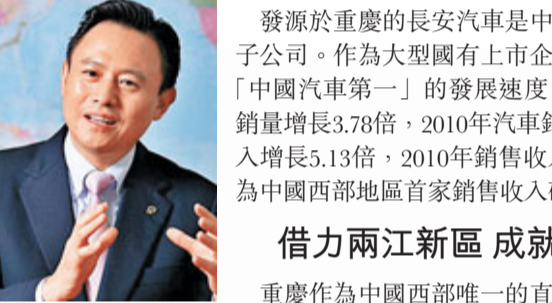 發源於重慶的長安汽車是中
子公司。作為大型國有上市企
「中國汽車第一」的發展速度
銷量增長3.78倍，2010年汽車銷
入增長5.13倍，2010年銷售收
為中國西部地區首家銷售收入
借力兩江新區 成就
重慶作為中國西部唯一的直